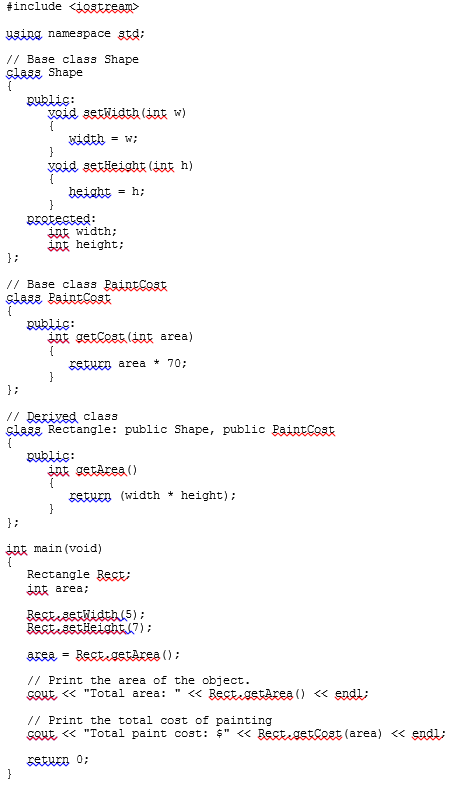 #include <iostream>
using namespace std;
// Base class Shape
class Shape
{
public:
void setWidth(int w)
{
width = w;
}
void setHeight(int h)
{
height = h;
}
protected:
int width;
int height;
};
// Base class PaintCost
class PaintCost
{
public:
int getCost(int area)
{
return area * 70;
}
};
// Derived class
class Rectangle: public Shape, public PaintCost
{
public:
int getArea()
{
return (width * height);
}
};
int main(void)
{
Rectangle Rect;
int area;
Rect.setWidth(5);
Rect.setHeight(7);
area = Rect.getArea();
// Print the area of the object.
cout << "Total area: " << Rect.getArea() << endl;
// Print the total cost of painting
cout << "Total paint cost: $" << Rect.getCost(area) << endl;
return 0;
}